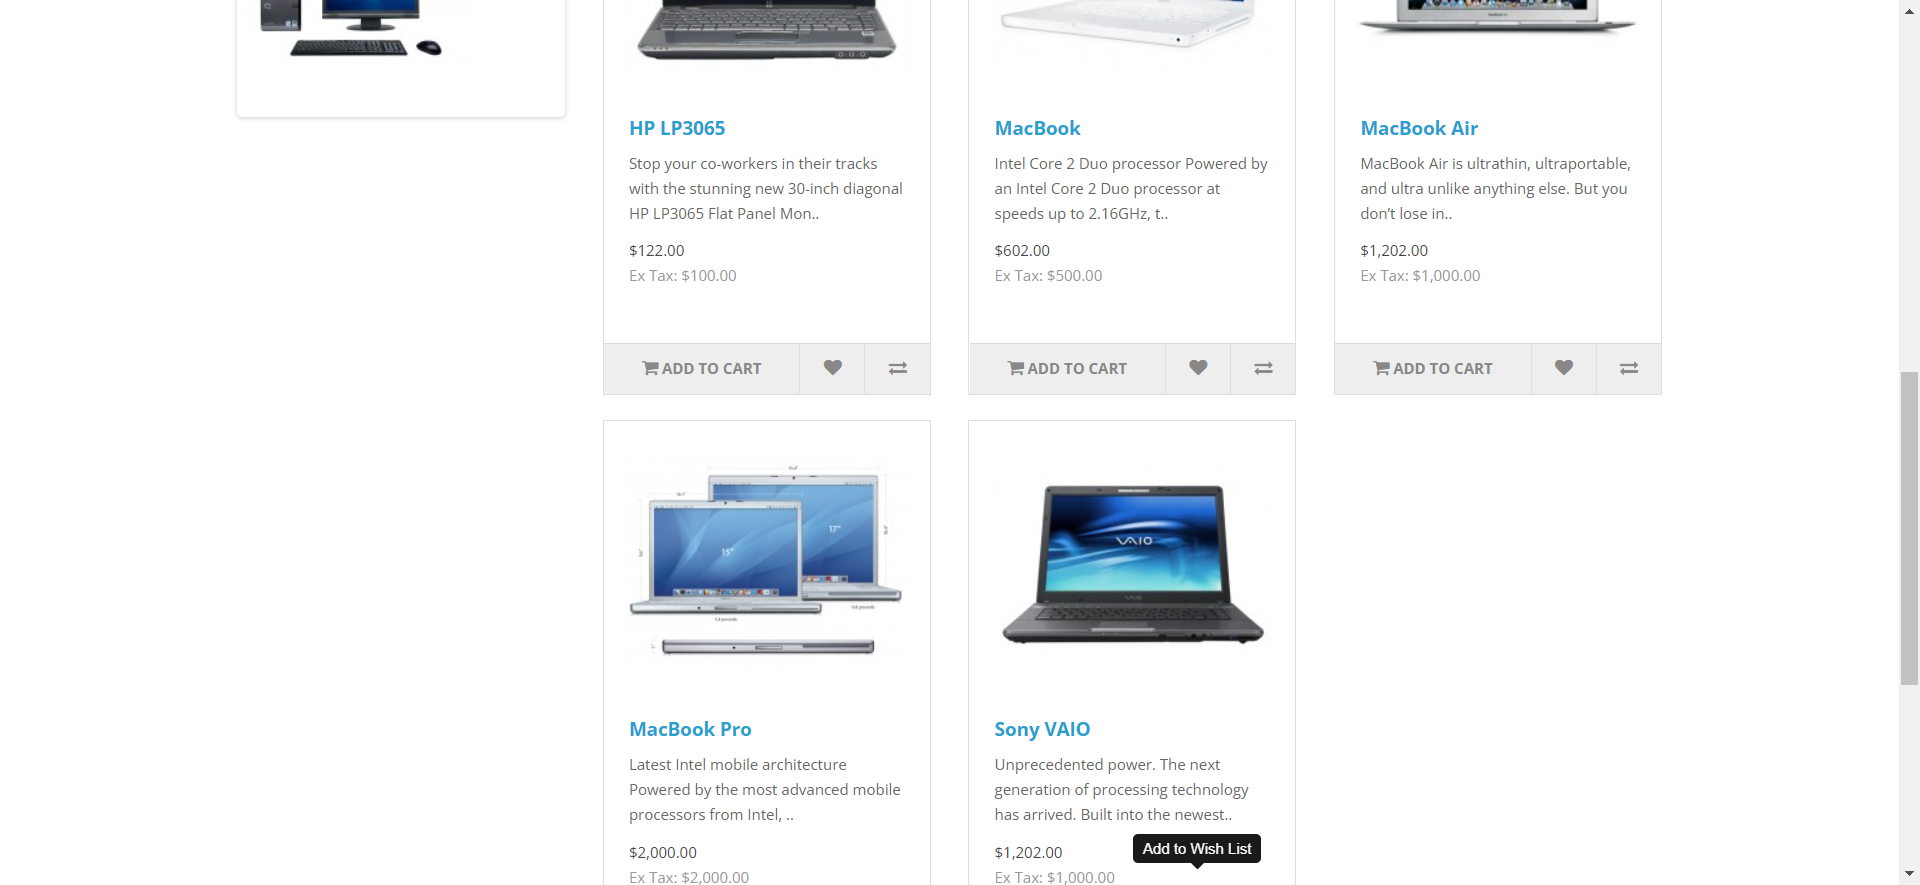 HP LP3065
Stop your co-workers in their tracks
with the stunning new 30-inch diagonal
HP LP3065 Flat Panel Mon..
$122.00
Ex Tax: $100.00
ADD TO CART
MacBook
Intel Core 2 Duo processor Powered by
an Intel Core 2 Duo processor at
speeds up to 2.16GHz, t..
$602.00
Ex Tax: $500.00
ADD TO CART
MacBook Air
MacBook Air is ultrathin, ultraportable,
and ultra unlike anything else. But you
don’t lose in..
$1,202.00
Ex Tax: $1,000.00
ADD TO CART
17"
15"
MacBook Pro
Latest Intel mobile architecture
Powered by the most advanced mobile
processors from Intel, ..
$2,000.00
Ex Tax: $2,000.00
VAIO
VAIO
Sony VAIO
Unprecedented power. The next
generation of processing technology
has arrived. Built into the newest..
Add to Wish List
$1,202.00
Ex Tax: $1,000.00